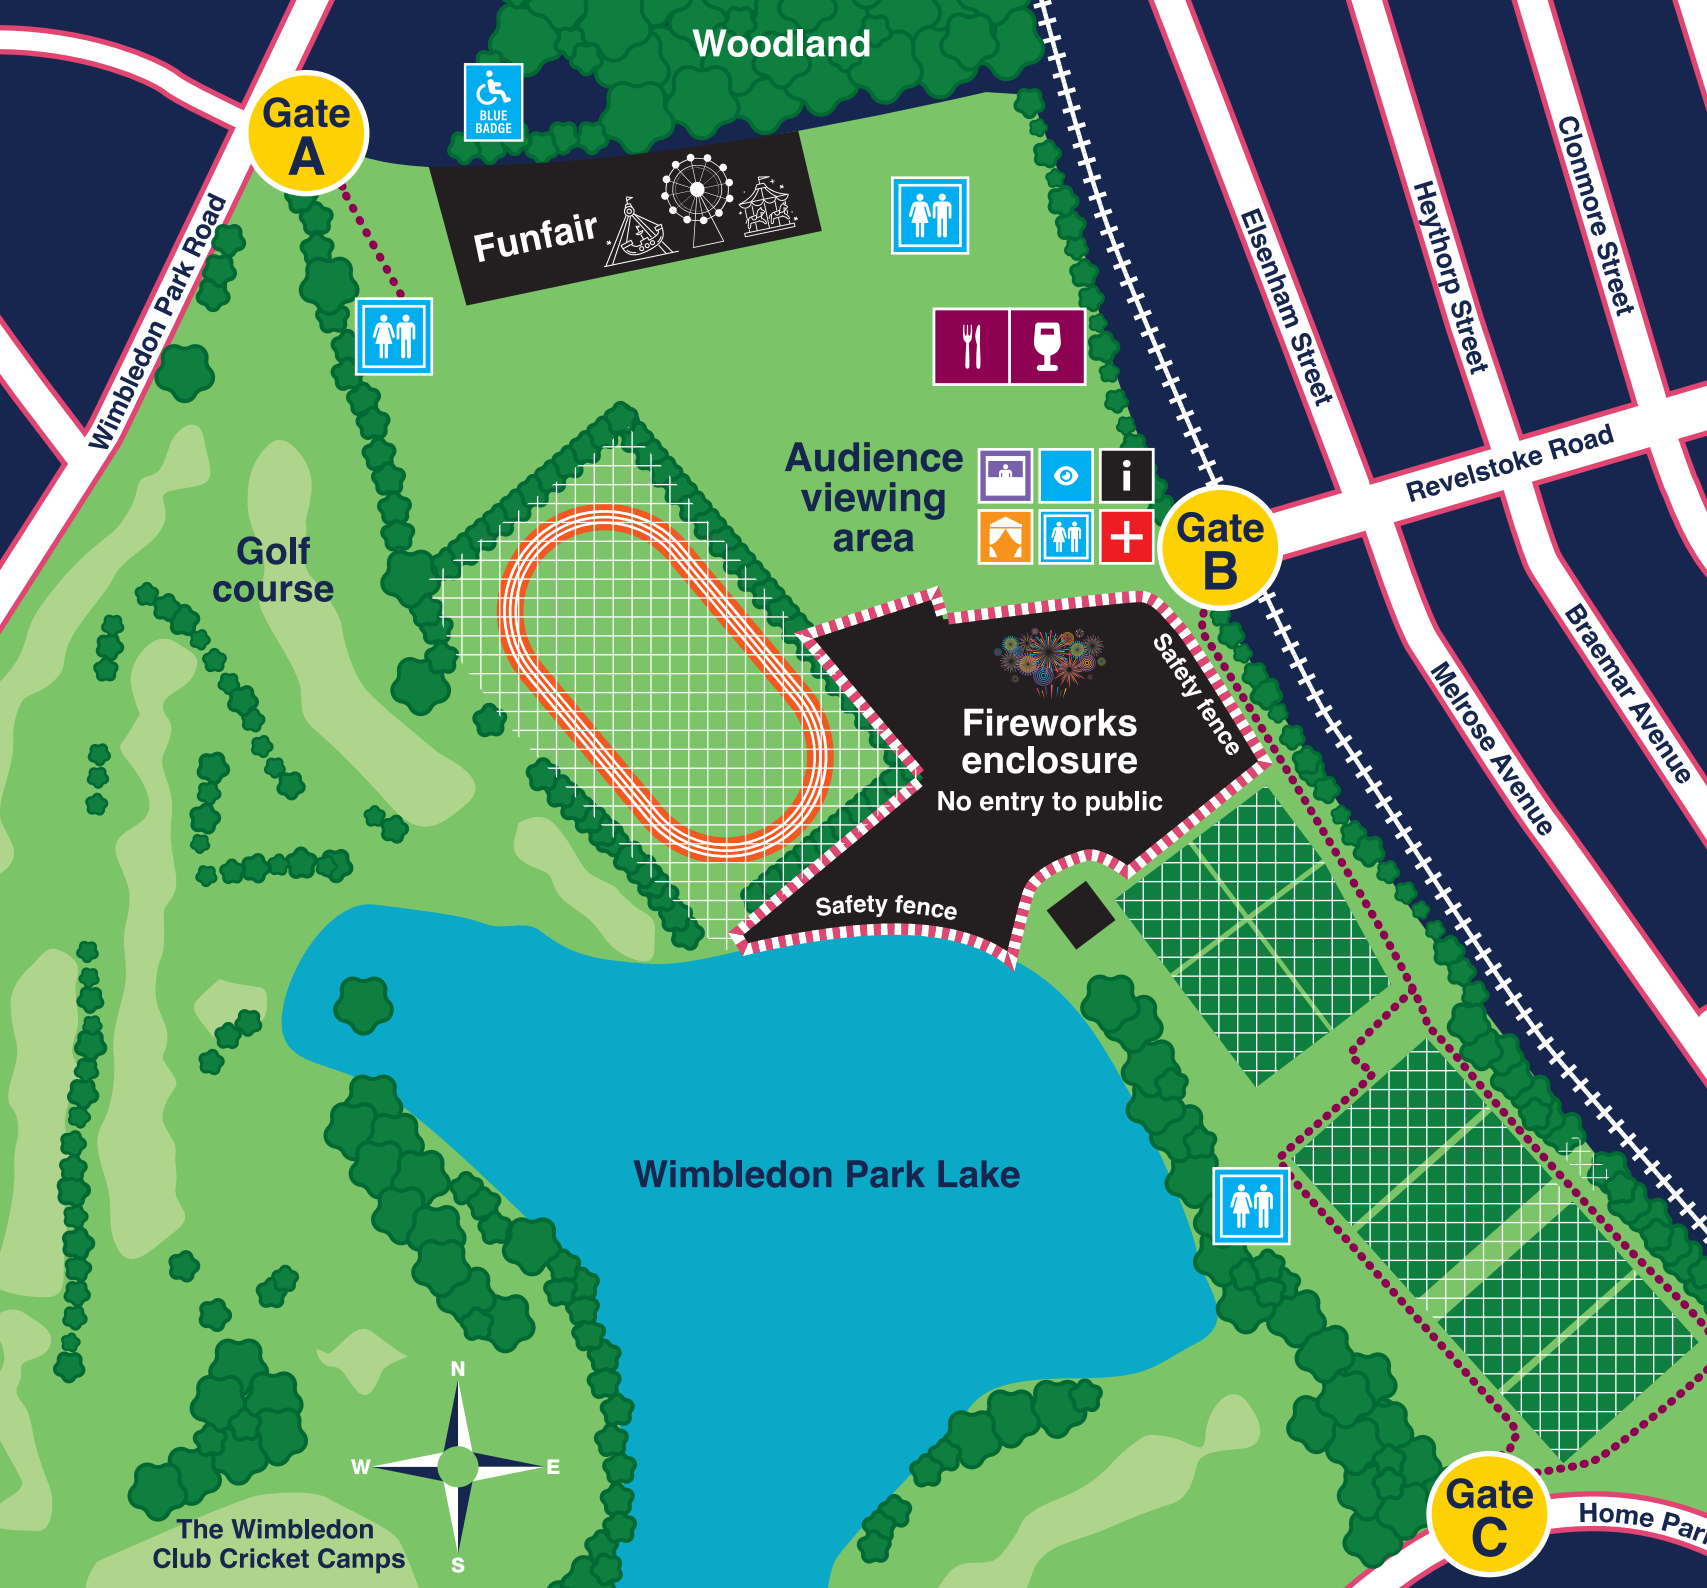 Woodland
Gate
A
BLUE
BADGE
Funfair
Wimbledon Park Road
Elsenham Street
Heythorp Street
Clonmore Street
Revelstoke Road
Audience
viewing
area
i
Gate
B
Golf
course
Safety fence
Fireworks
enclosure
No entry to public
Safety fence
Melrose Avenue
Braemar Avenue
Wimbledon Park Lake
N
W
E
S
The Wimbledon
Club Cricket Camps
Gate
C
Home Par